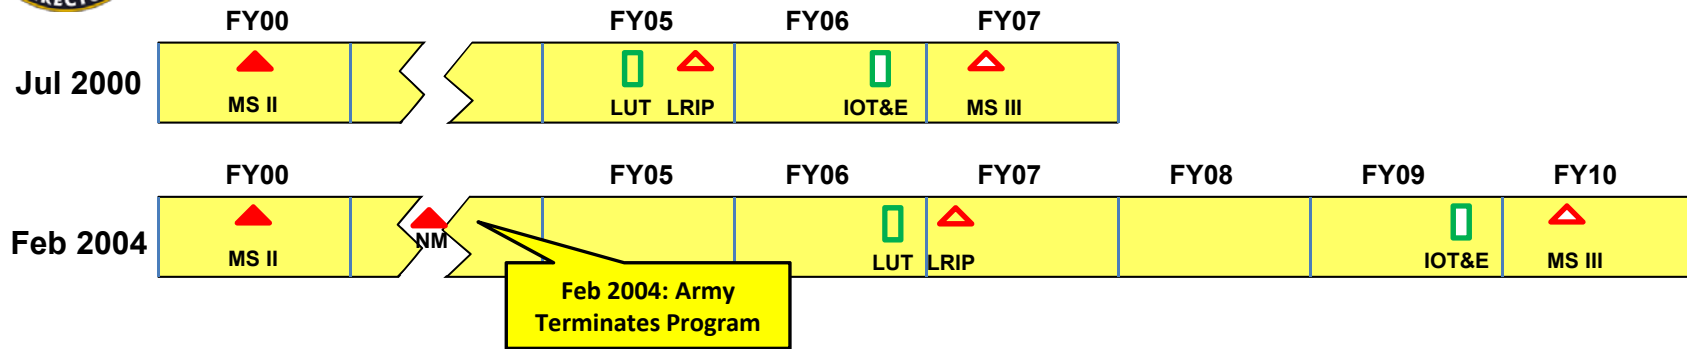 RECTO
FY00 FY05 FY06 FY07
Jul 2000
MS II LUT LRIP IOT&E MS III
FY00 FY05 FY06 FY07 FY08 FY09 FY10
Feb 2004
NM
MS II LUT LRIP IOT&E MS III
Feb 2004: Army
Terminates Program